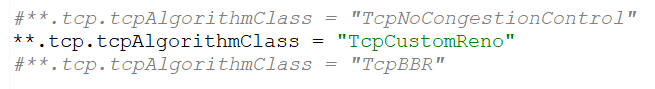 #**.tcp.tcpAlgorithmClass = "TcpNoCongestionControl"
**.tcp.tcpAlgorithmClass = "TcpCustomReno"
#**.tcp.tcpAlgorithmClass = "TcpBBR"